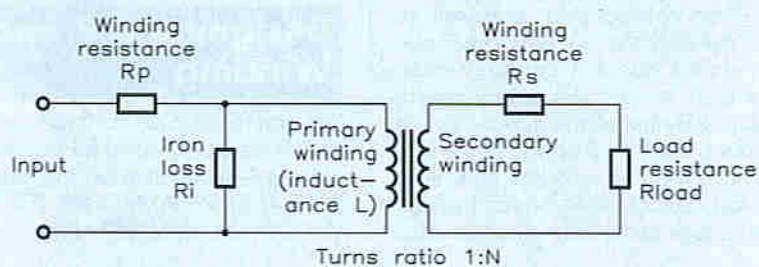 Winding
resistance
Rp
Winding
resistance
Rs
Input
Iron
loss
Ri
Primary
winding
(induct-
ance L)
Secondary
winding
Load
resistance
Rload
Turns ratio 1:N